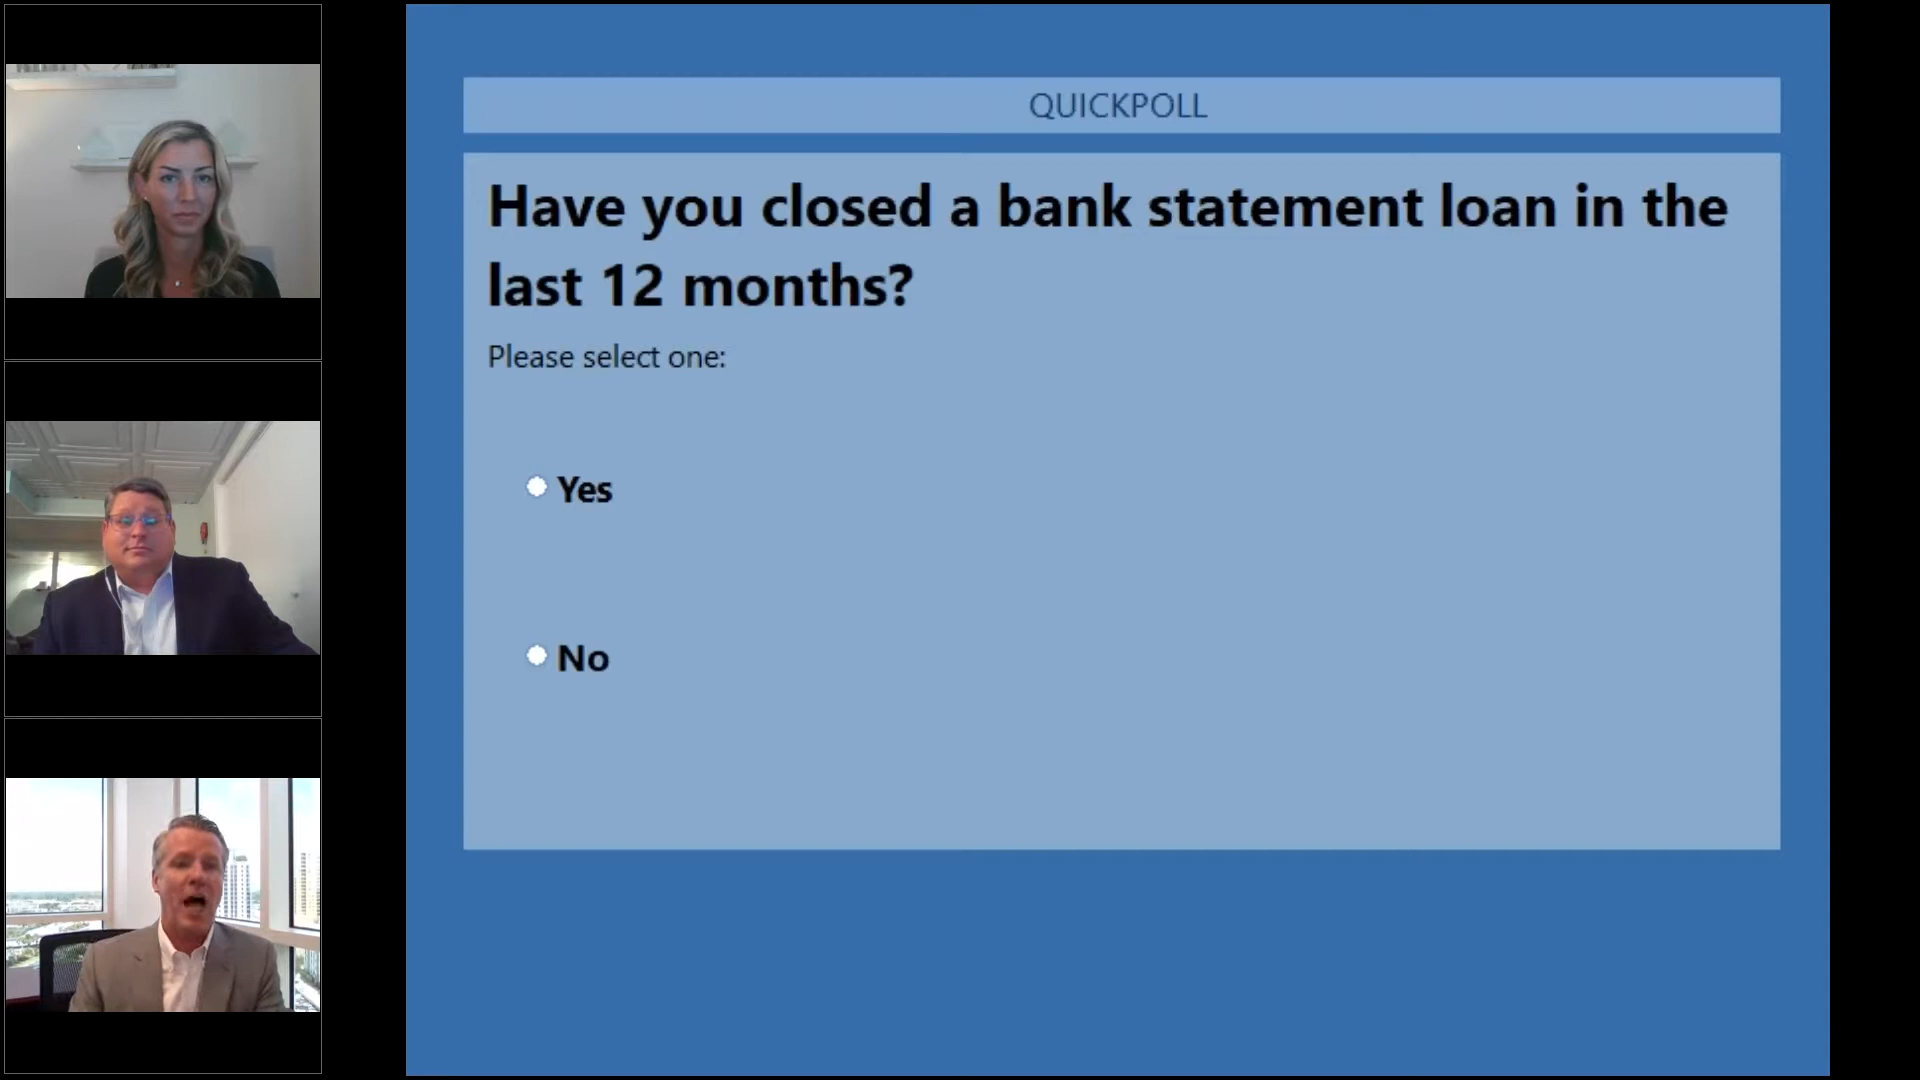 QUICKPOLL
Have you closed a bank statement loan in the
last 12 months?
Please select one:
Yes
No